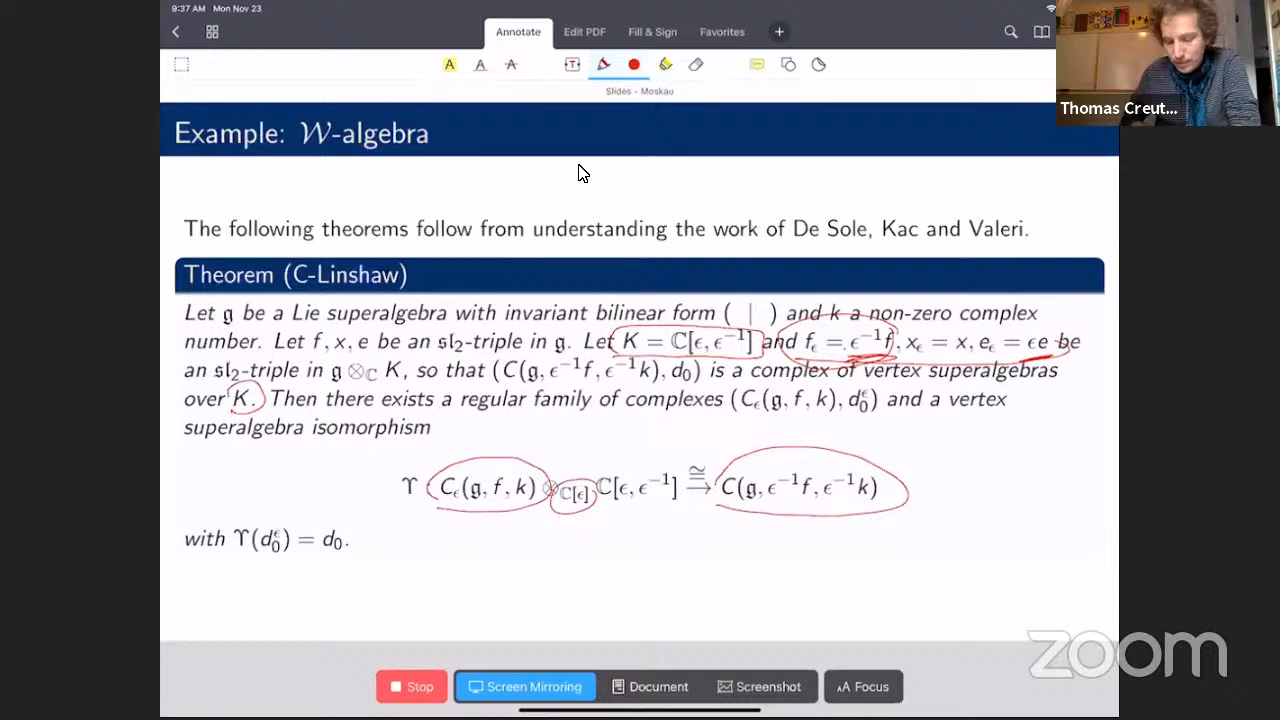 9:37 AM Mon Nov 23
Annotate Edit PDF Fill & Sign Favorites +
A A A T
Slides - Moskau
Thomas Creut...
Example: 𝒲-algebra
The following theorems follow from understanding the work of De Sole, Kac and Valeri.
Theorem (C-Linshaw)
Let 𝔤 be a Lie superalgebra with invariant bilinear form ( | ) and k a non-zero complex
number. Let f, x, e be an 𝔰𝔩₂-triple in 𝔤. Let K = ℂ[ϵ, ϵ⁻¹] and f_ϵ = ϵ⁻¹f, x_ϵ = x, e_ϵ = ϵe be
an 𝔰𝔩₂-triple in 𝔤 ⊗_ℂ K, so that (C(𝔤, ϵ⁻¹f, ϵ⁻¹k), d₀) is a complex of vertex superalgebras
over K. Then there exists a regular family of complexes (C_ϵ(𝔤, f, k), d₀^ϵ) and a vertex
superalgebra isomorphism
ϒ C_ϵ(𝔤, f, k) ⊗_ℂ[ϵ] ℂ[ϵ, ϵ⁻¹] ≅→ C(𝔤, ϵ⁻¹f, ϵ⁻¹k)
with ϒ(d₀^ϵ) = d₀.
zoom
Stop Screen Mirroring Document Screenshot A Focus